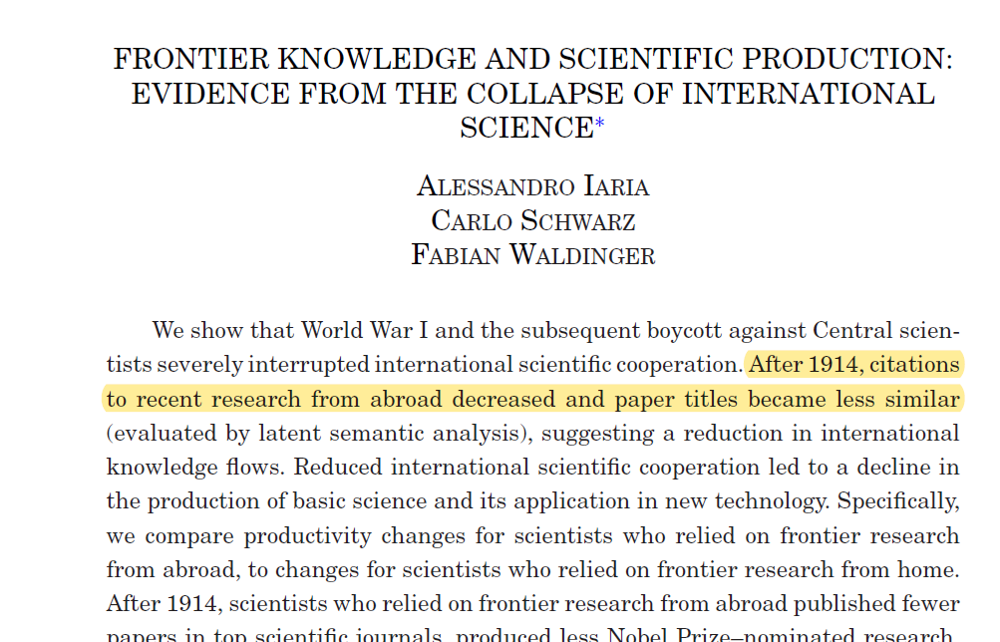 FRONTIER KNOWLEDGE AND SCIENTIFIC PRODUCTION:
EVIDENCE FROM THE COLLAPSE OF INTERNATIONAL
SCIENCE*
ALESSANDRO IARIA
CARLO SCHWARZ
FABIAN WALDINGER
We show that World War I and the subsequent boycott against Central scien-
tists severely interrupted international scientific cooperation. After 1914, citations
to recent research from abroad decreased and paper titles became less similar
(evaluated by latent semantic analysis), suggesting a reduction in international
knowledge flows. Reduced international scientific cooperation led to a decline in
the production of basic science and its application in new technology. Specifically,
we compare productivity changes for scientists who relied on frontier research
from abroad, to changes for scientists who relied on frontier research from home.
After 1914, scientists who relied on frontier research from abroad published fewer
papers in top scientific journals, produced less Nobel Prize–nominated research,